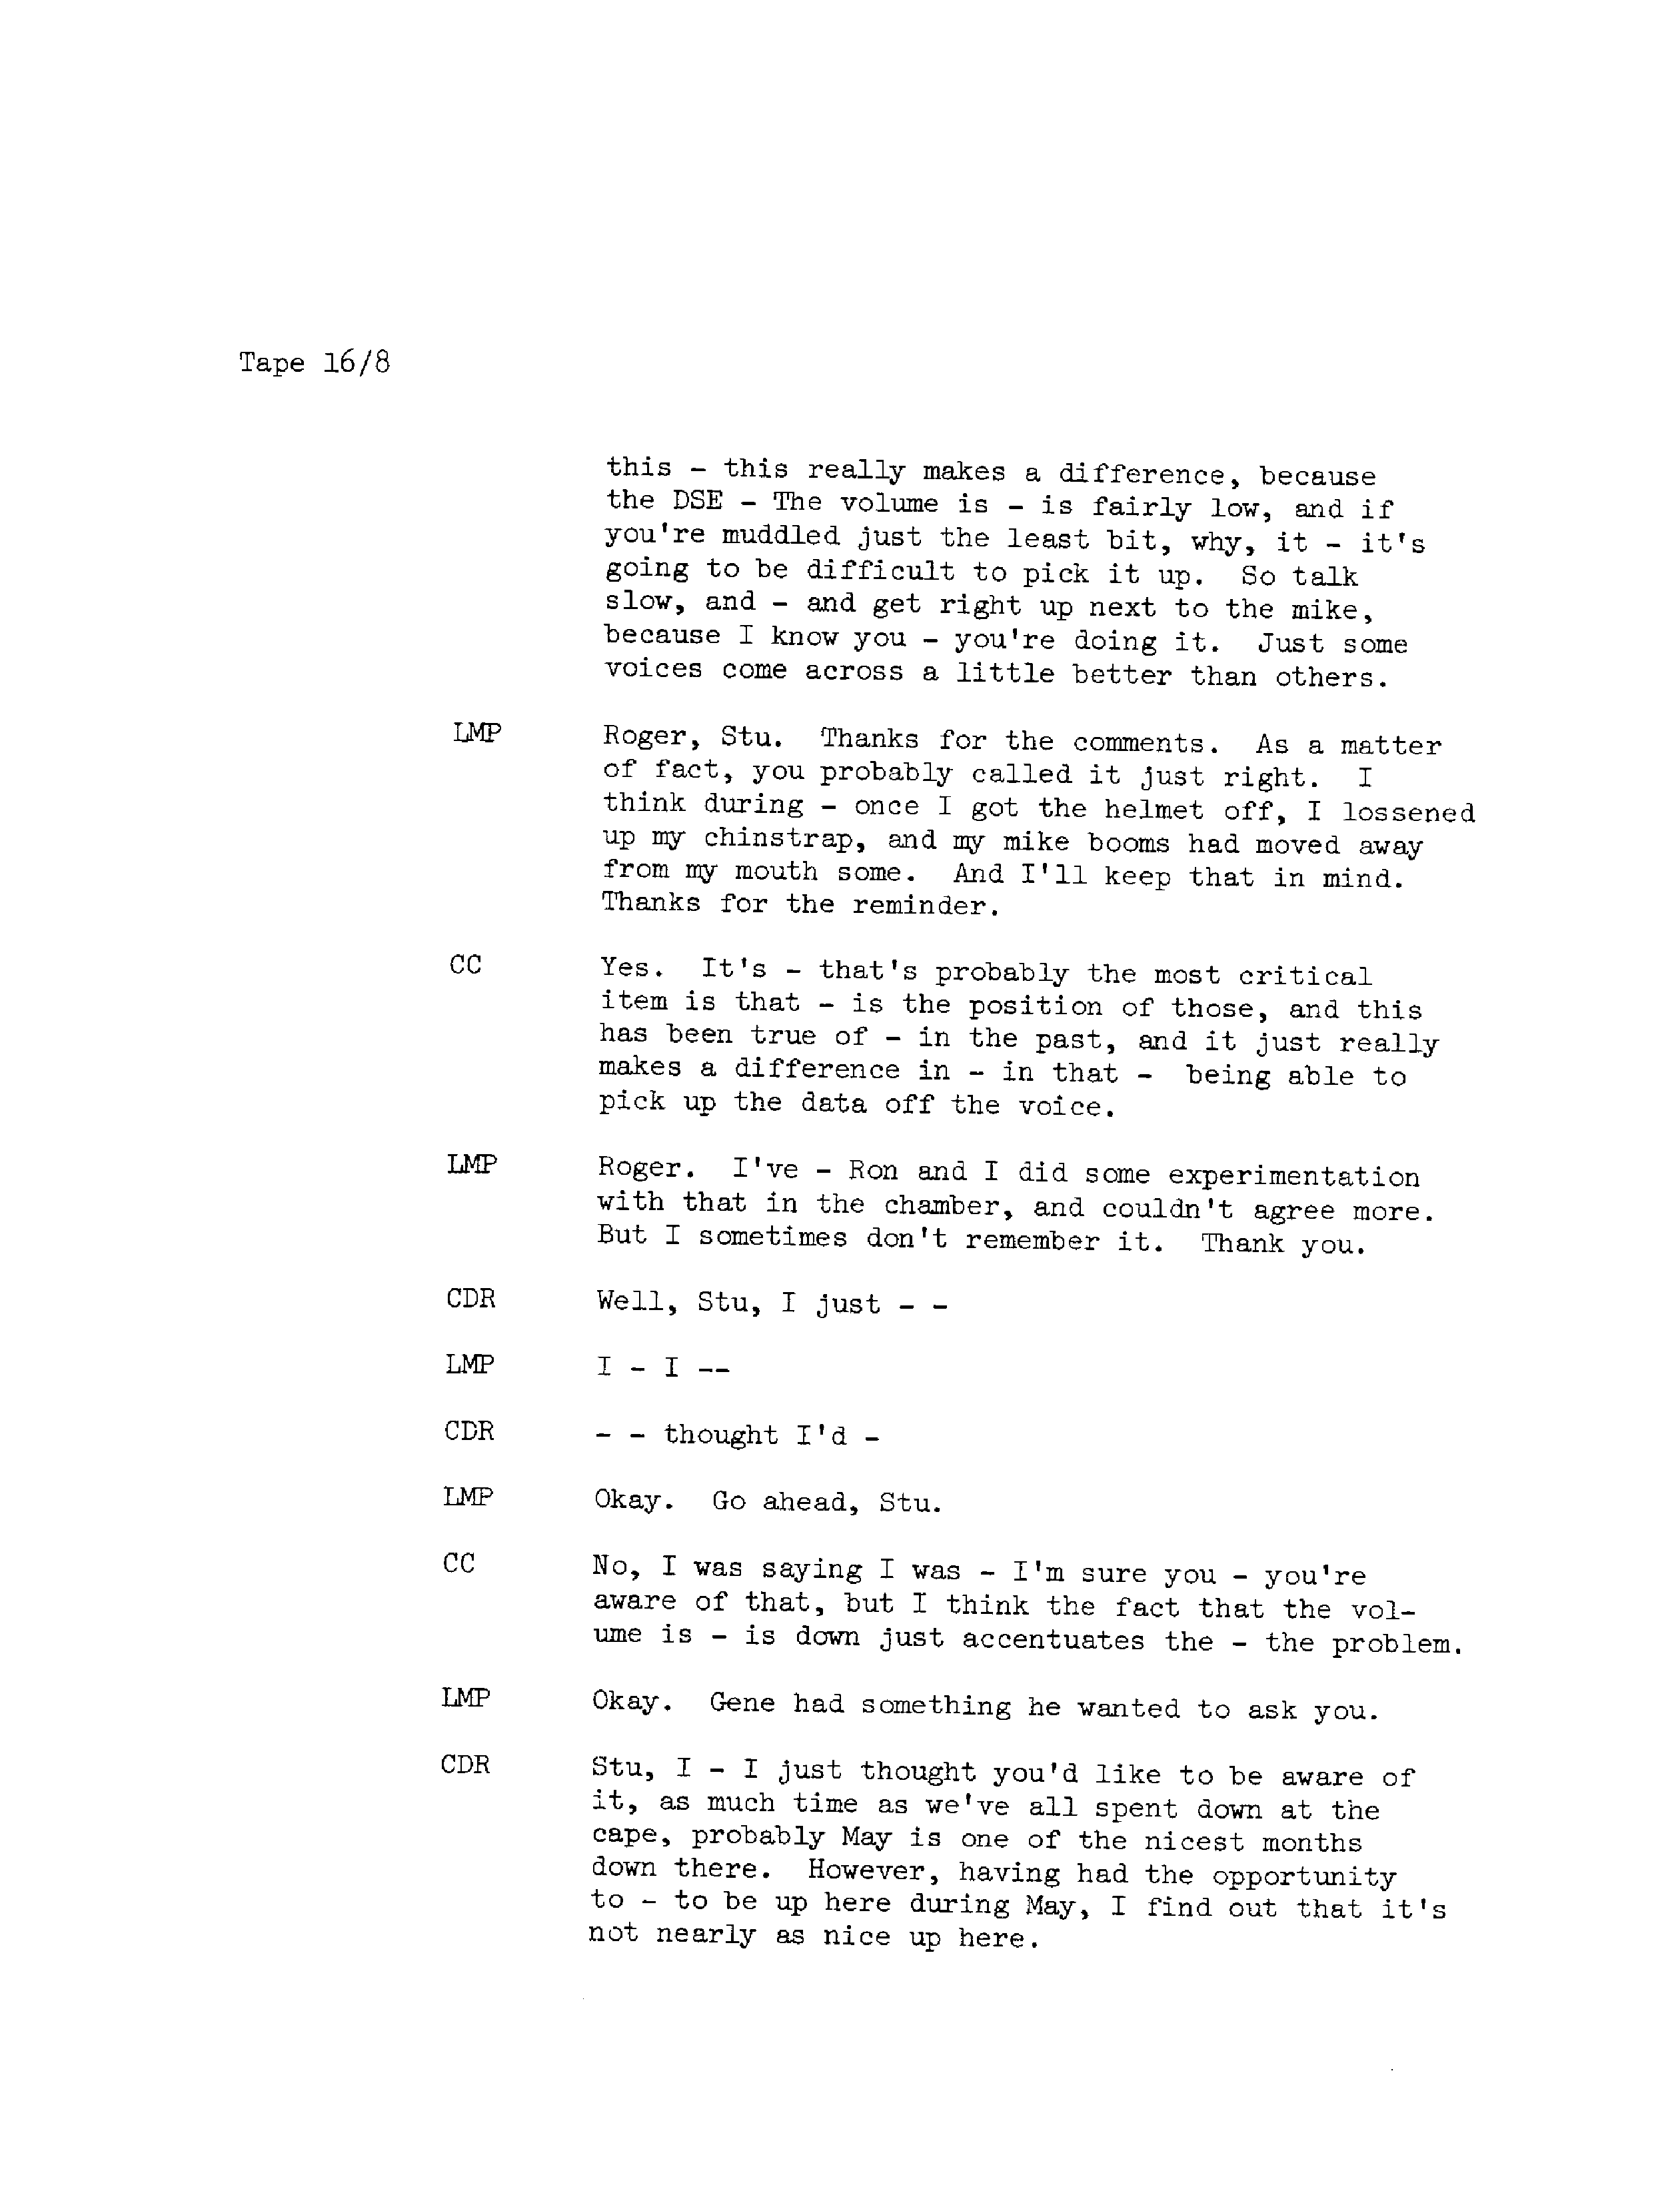 Tape 16/8
this - this really makes a difference, because
the DSE - The volume is - is fairly low, and if
you're muddled just the least bit, why, it - it's
going to be difficult to pick it up. So talk
slow, and - and get right up next to the mike,
because I know you - you're doing it. Just some
voices come across a little better than others.
LMP Roger, Stu. Thanks for the comments. As a matter
of fact, you probably called it just right. I
think during - once I got the helmet off, I lossened
up my chinstrap, and my mike booms had moved away
from my mouth some. And I'll keep that in mind.
Thanks for the reminder.
CC Yes. It's - that's probably the most critical
item is that - is the position of those, and this
has been true of - in the past, and it just really
makes a difference in - in that - being able to
pick up the data off the voice.
LMP Roger. I've - Ron and I did some experimentation
with that in the chamber, and couldn't agree more.
But I sometimes don't remember it. Thank you.
CDR Well, Stu, I just - -
LMP I - I --
CDR - - thought I'd -
LMP Okay. Go ahead, Stu.
CC No, I was saying I was - I'm sure you - you're
aware of that, but I think the fact that the vol-
ume is - is down just accentuates the - the problem.
LMP Okay. Gene had something he wanted to ask you.
CDR Stu, I - I just thought you'd like to be aware of
it, as much time as we've all spent down at the
cape, probably May is one of the nicest months
down there. However, having had the opportunity
to - to be up here during May, I find out that it's
not nearly as nice up here.